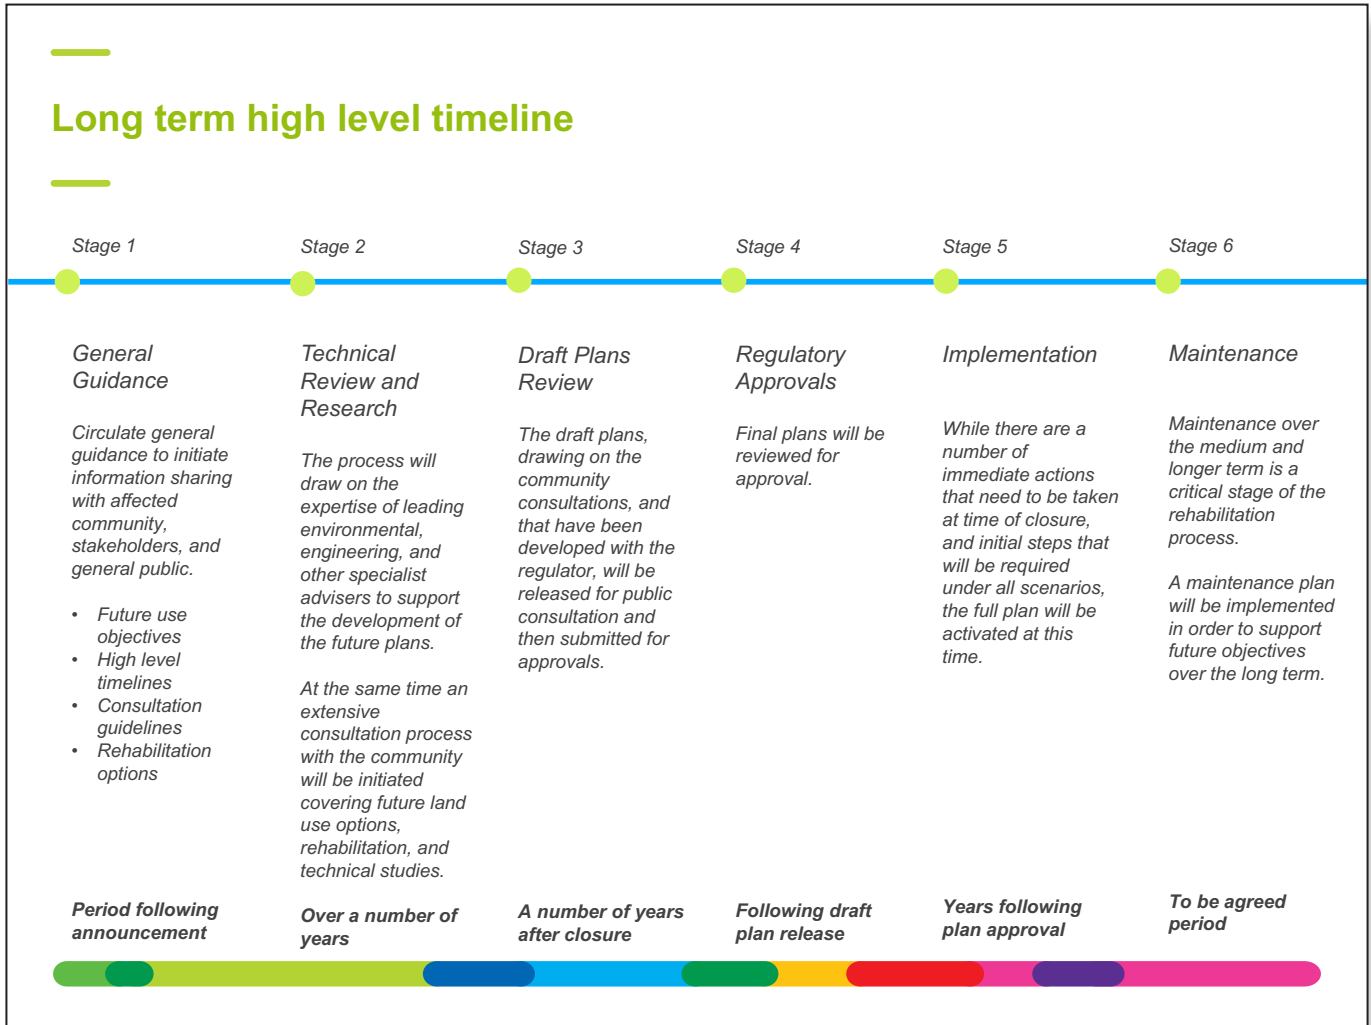 Long term high level timeline
Stage 1
General
Guidance
Circulate general
guidance to initiate
information sharing
with affected
community,
stakeholders, and
general public.
• Future use
objectives
• High level
timelines
• Consultation
guidelines
• Rehabilitation
options
Period following
announcement
Stage 2
Technical
Review and
Research
The process will
draw on the
expertise of leading
environmental,
engineering, and
other specialist
advisers to support
the development of
the future plans.
At the same time an
extensive
consultation process
with the community
will be initiated
covering future land
use options,
rehabilitation, and
technical studies.
Over a number of
years
Stage 3
Draft Plans
Review
The draft plans,
drawing on the
community
consultations, and
that have been
developed with the
regulator, will be
released for public
consultation and
then submitted for
approvals.
A number of years
after closure
Stage 4
Regulatory
Approvals
Final plans will be
reviewed for
approval.
Following draft
plan release
Stage 5
Implementation
While there are a
number of
immediate actions
that need to be taken
at time of closure,
and initial steps that
will be required
under all scenarios,
the full plan will be
activated at this
time.
Years following
plan approval
Stage 6
Maintenance
Maintenance over
the medium and
longer term is a
critical stage of the
rehabilitation
process.
A maintenance plan
will be implemented
in order to support
future objectives
over the long term.
To be agreed
period